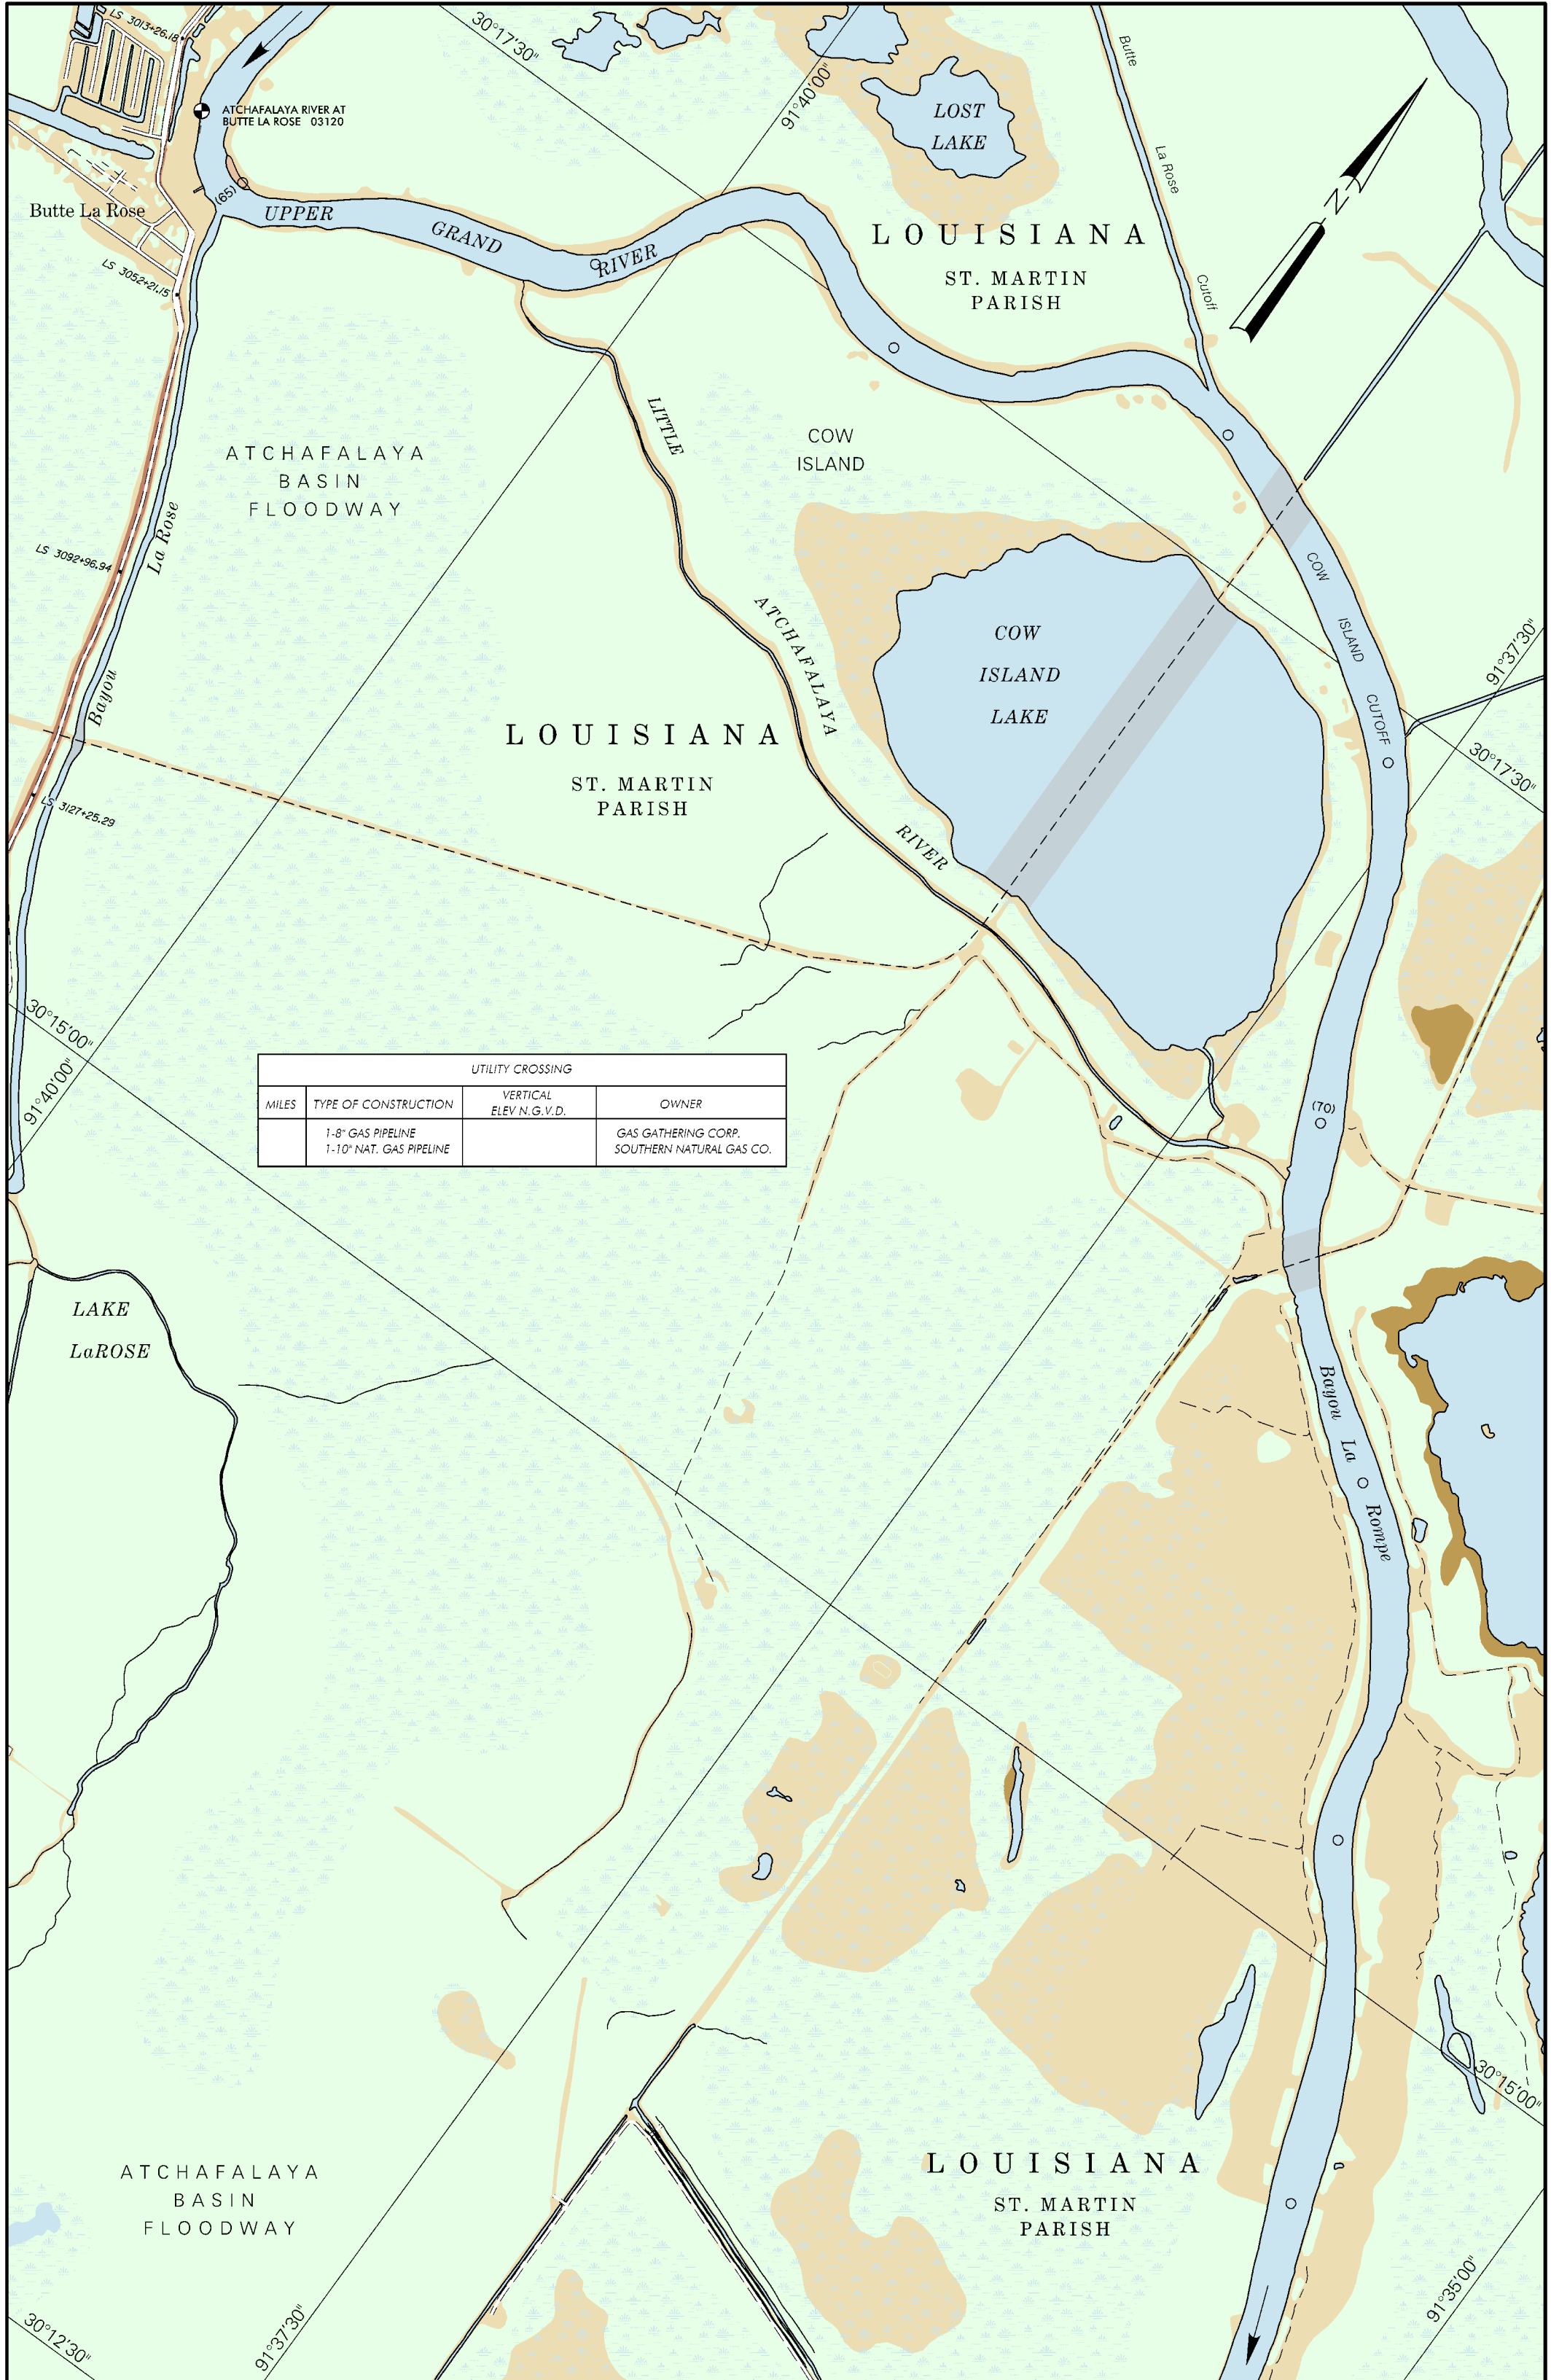 LS 3013+26.18
30°17'30"
91°40'00"
Butte
La Rose
Cutoff
ATCHAFALAYA RIVER AT
BUTTE LA ROSE 03120
LOST
LAKE
N
(65)
Butte La Rose
UPPER
GRAND
RIVER
LOUISIANA
ST. MARTIN
PARISH
LS 3052+21.15
LITTLE
COW
ISLAND
ATCHAFALAYA
BASIN
FLOODWAY
LS 3092+96.94
Bayou
La Rose
ATCHAFALAYA
RIVER
COW
ISLAND
LAKE
COW
ISLAND
CUTOFF
91°37'30"
30°17'30"
LOUISIANA
ST. MARTIN
PARISH
LS 3127+25.29
30°15'00"
91°40'00"
UTILITY CROSSING
MILES TYPE OF CONSTRUCTION VERTICAL ELEV N.G.V.D. OWNER
1-8" GAS PIPELINE GAS GATHERING CORP.
1-10" NAT. GAS PIPELINE SOUTHERN NATURAL GAS CO.
(70)
LAKE
LaROSE
Bayou
La
Rompe
30°15'00"
ATCHAFALAYA
BASIN
FLOODWAY
LOUISIANA
ST. MARTIN
PARISH
30°12'30"
91°37'30"
91°35'00"